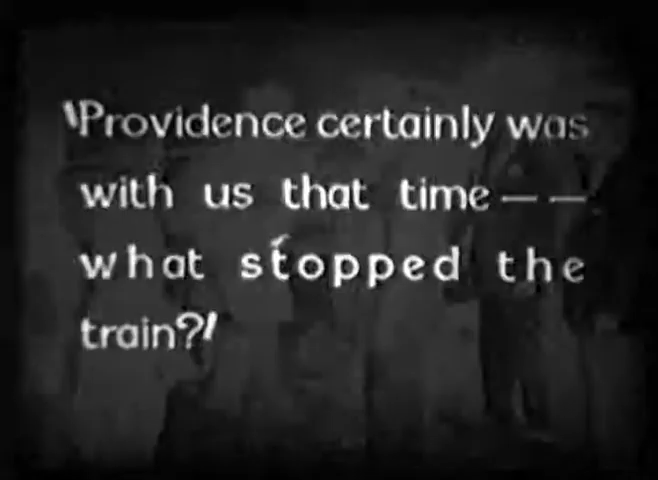 "Providence certainly was
with us that time——
what stopped the
train?"